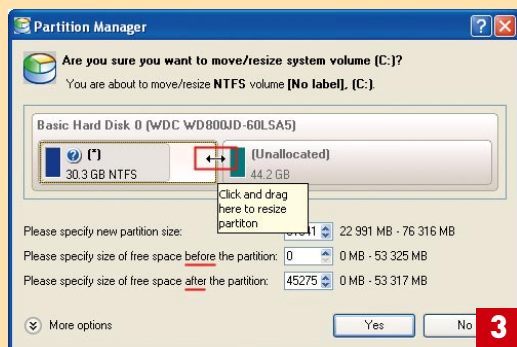 Partition Manager
Are you sure you want to move/resize system volume (C:)?
You are about to move/resize NTFS volume [No label], (C:).
Basic Hard Disk 0 (WDC WD800JD-60LSA5)
(*)
30.3 GB NTFS
(Unallocated)
44.2 GB
Click and drag
here to resize
partiton
Please specify new partition size: 22 991 MB - 76 316 MB
Please specify size of free space before the partition: 0 0 MB - 53 325 MB
Please specify size of free space after the partition: 45275 0 MB - 53 317 MB
More options
Yes
No
3